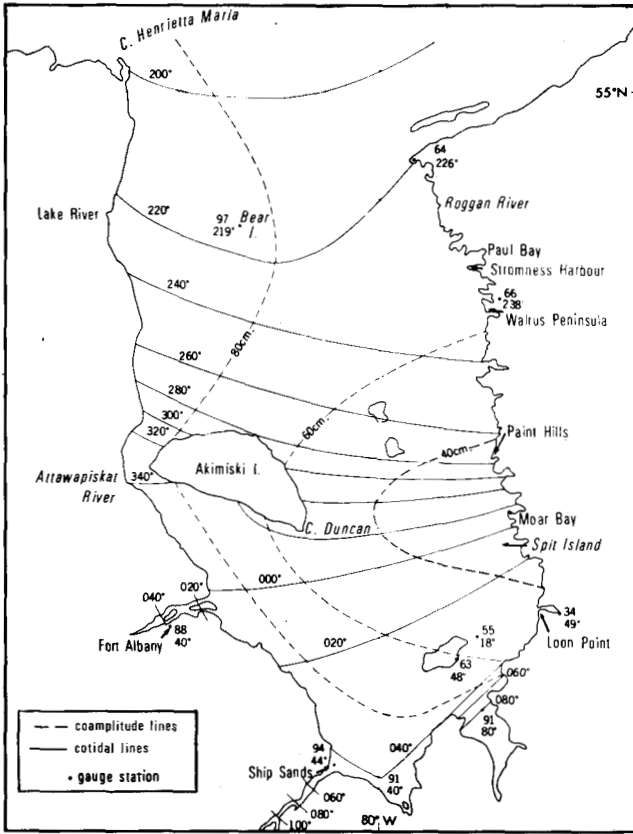 C. Henrietta Maria
200°
55°N
64
226°
Roggan River
Lake River
220°
97 Bear
219° I.
Paul Bay
Stromness Harbour
240°
66
238°
Walrus Peninsula
80cm.
260°
280°
60cm.
300°
320°
40cm.
Paint Hills
Akimiski I.
Attawapiskat
River
340°
C. Duncan
Moar Bay
Spit Island
000°
040°
020°
88
40°
Fort Albany
34
49°
Loon Point
020°
55
18°
63
48°
060°
080°
91
80°
coamplitude lines
cotidal lines
gauge station
94
44°
040°
Ship Sands
91
40°
060°
080°
100°
80° W